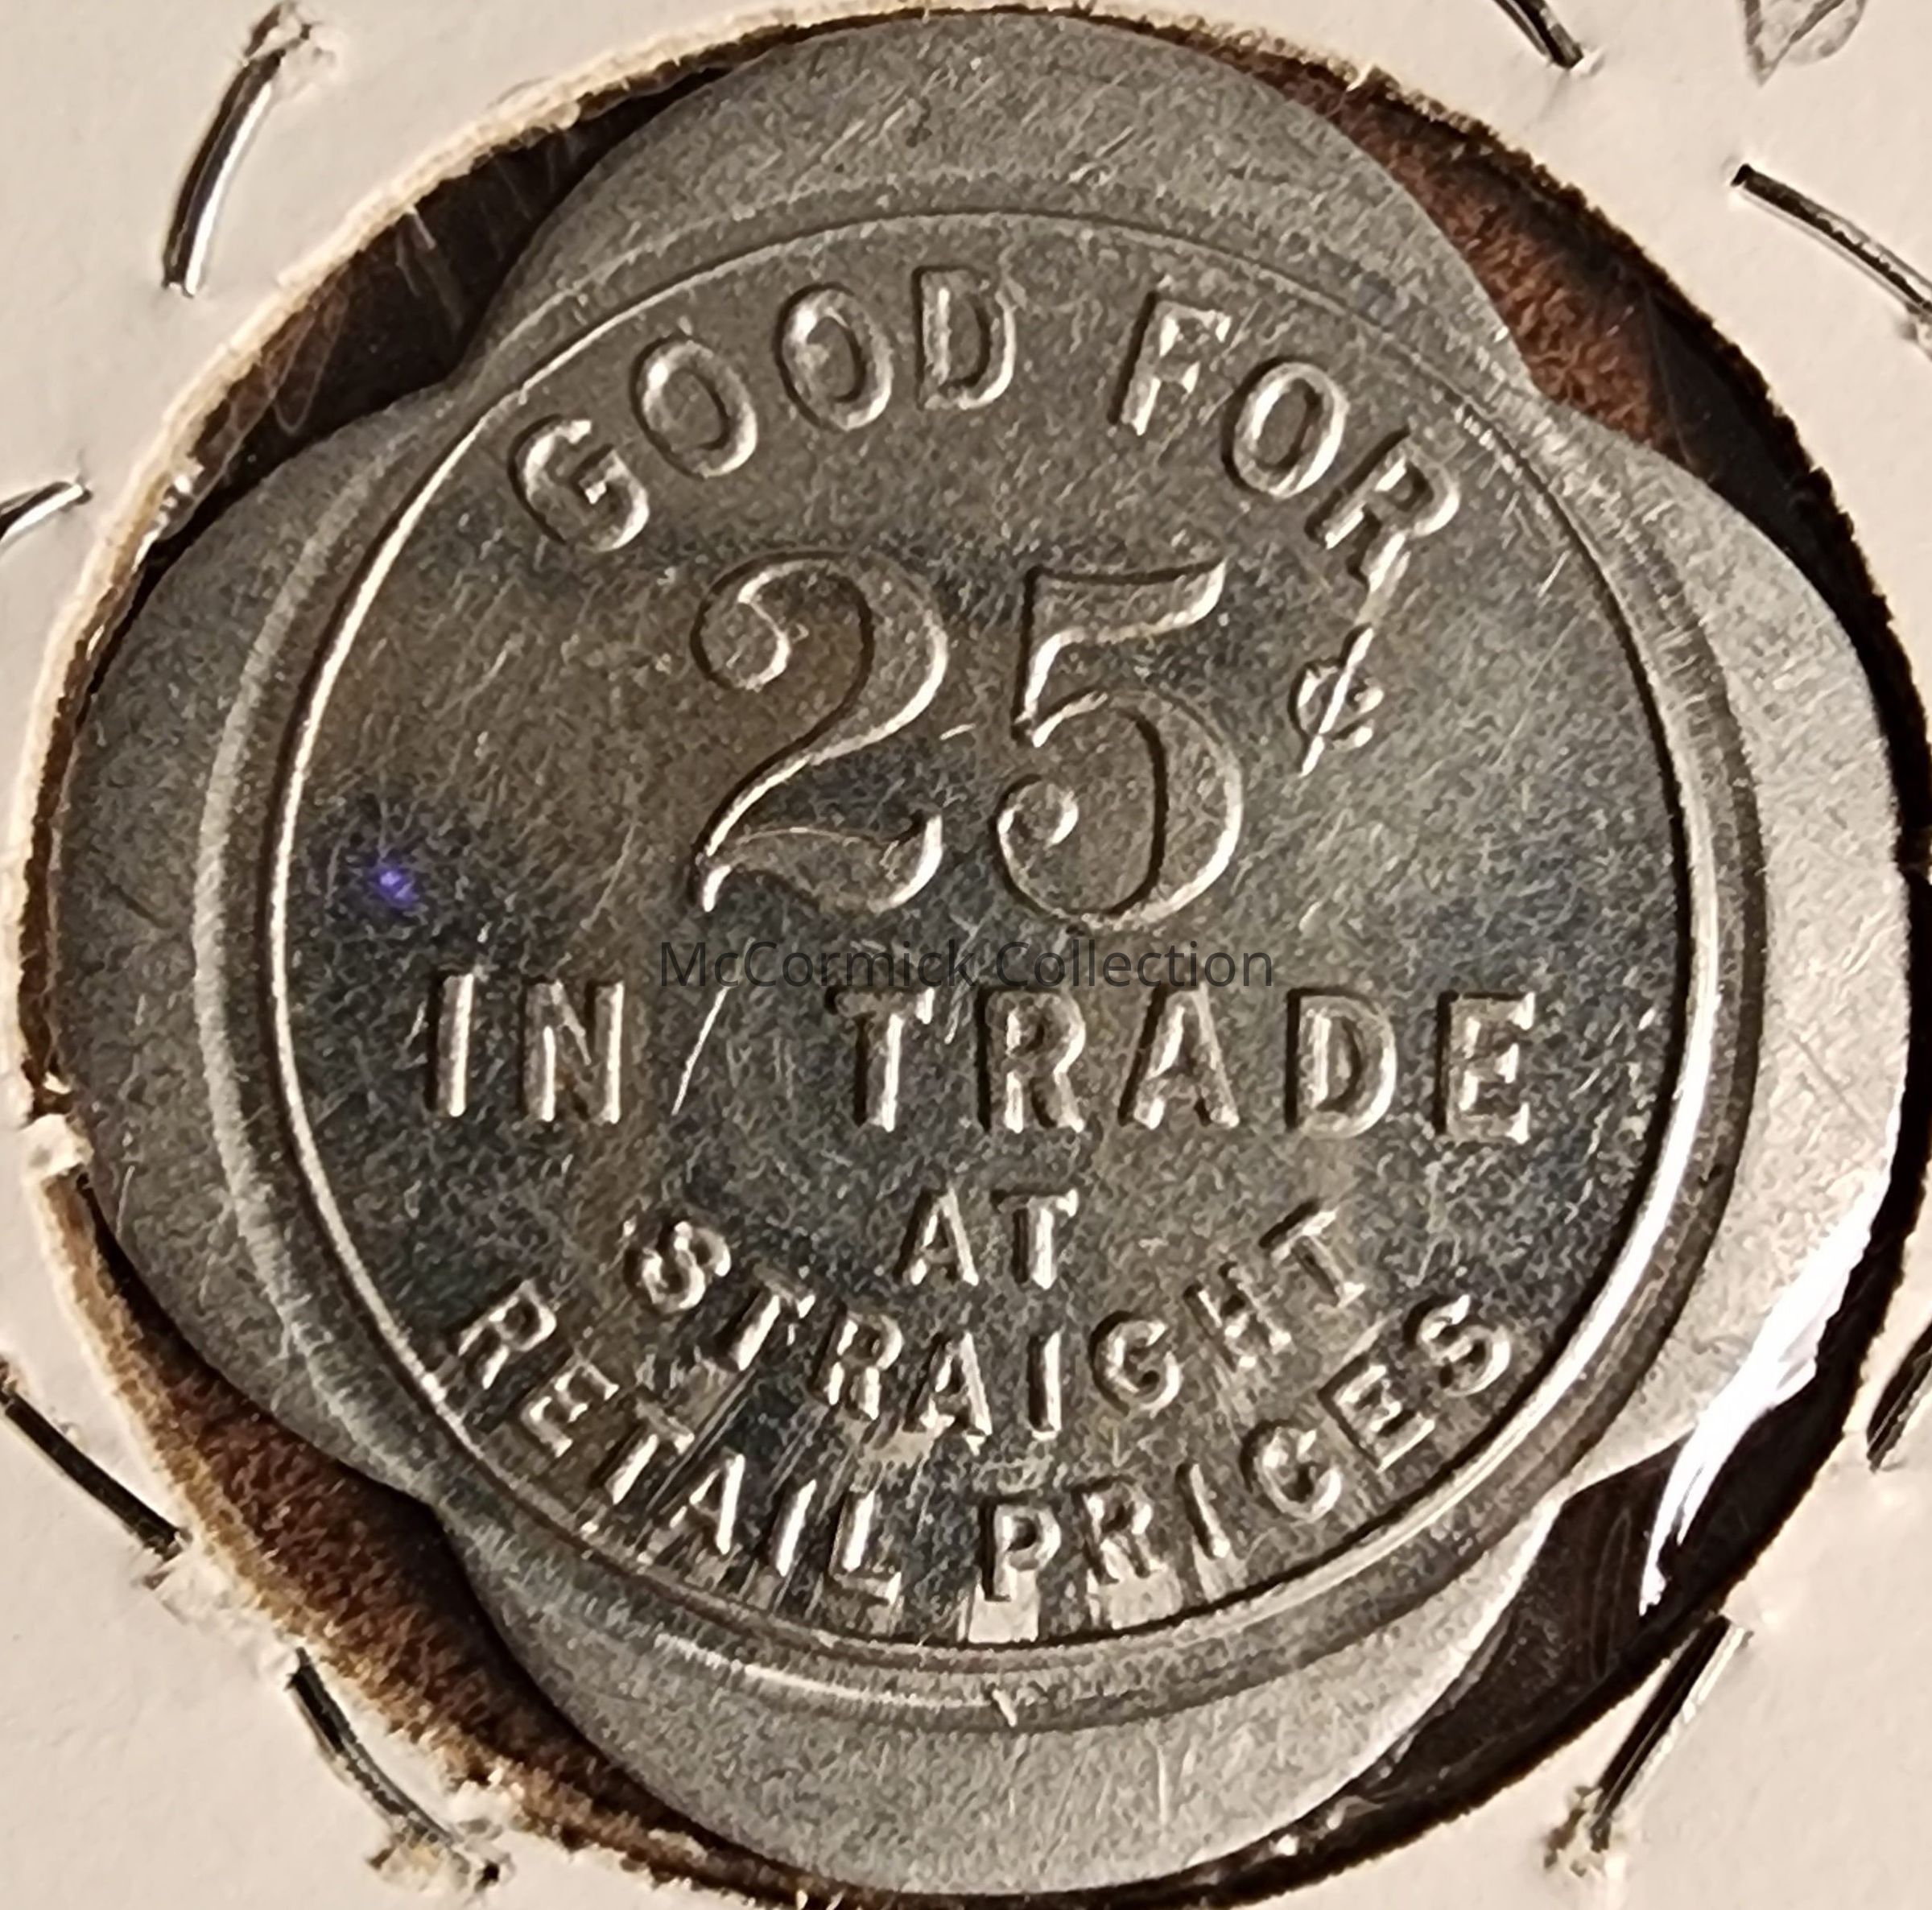 GOOD FOR
25¢
McCormick Collection
IN TRADE
AT
STRAIGHT
RETAIL PRICES